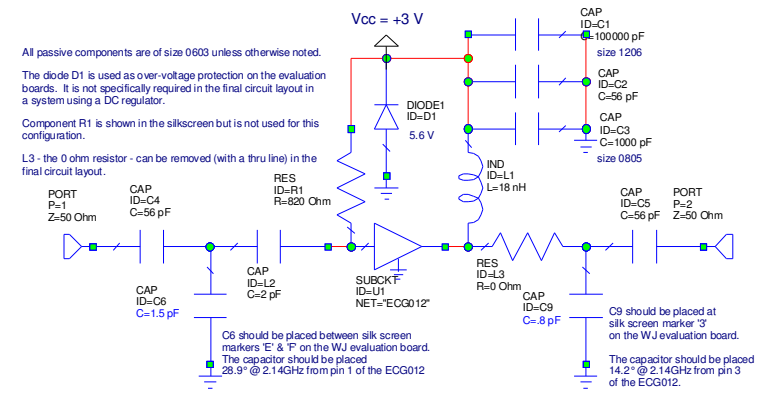 Vcc = +3 V
All passive components are of size 0603 unless otherwise noted.
The diode D1 is used as over-voltage protection on the evaluation
boards. It is not specifically required in the final circuit layout in
a system using a DC regulator.
Component R1 is shown in the silkscreen but is not used for this
configuration.
L3 - the 0 ohm resistor - can be removed (with a thru line) in the
final circuit layout.
CAP
ID=C1
C=100000 pF
size 1206
CAP
ID=C2
C=56 pF
CAP
ID=C3
C=1000 pF
size 0805
DIODE1
ID=D1
5.6 V
IND
ID=L1
L=18 nH
RES
ID=R1
R=820 Ohm
PORT
P=1
Z=50 Ohm
CAP
ID=C4
C=56 pF
CAP
ID=C6
C=1.5 pF
CAP
ID=L2
C=2 pF
SUBCKT
ID=U1
NET="ECG012"
RES
ID=L3
R=0 Ohm
CAP
ID=C9
C=.8 pF
CAP
ID=C5
C=56 pF
PORT
P=2
Z=50 Ohm
C6 should be placed between silk screen
markers 'E' & 'F' on the WJ evaluation board.
The capacitor should be placed
28.9° @ 2.14GHz from pin 1 of the ECG012
C9 should be placed at
silk screen marker '3'
on the WJ evaluation board.
The capacitor should be placed
14.2° @ 2.14GHz from pin 3
of the ECG012.